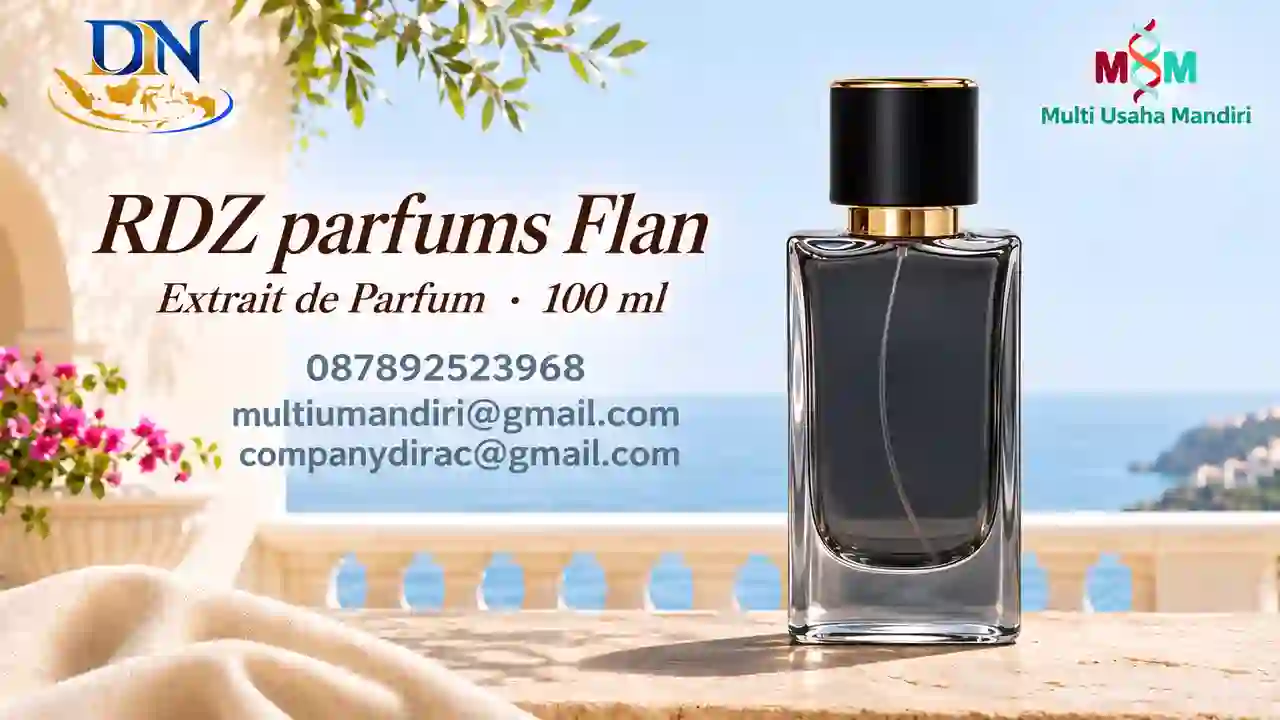 DN
MSM
Multi Usaha Mandiri
RDZ parfums Flan
Extrait de Parfum · 100 ml
087892523968
multiumandiri@gmail.com
companydirac@gmail.com